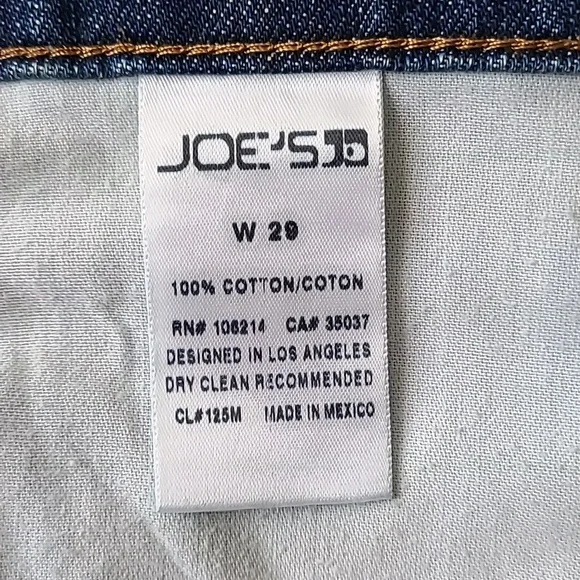 JOE'S
W 29
100% COTTON/COTON
RN# 106214 CA# 35037
DESIGNED IN LOS ANGELES
DRY CLEAN RECOMMENDED
CL#125M MADE IN MEXICO